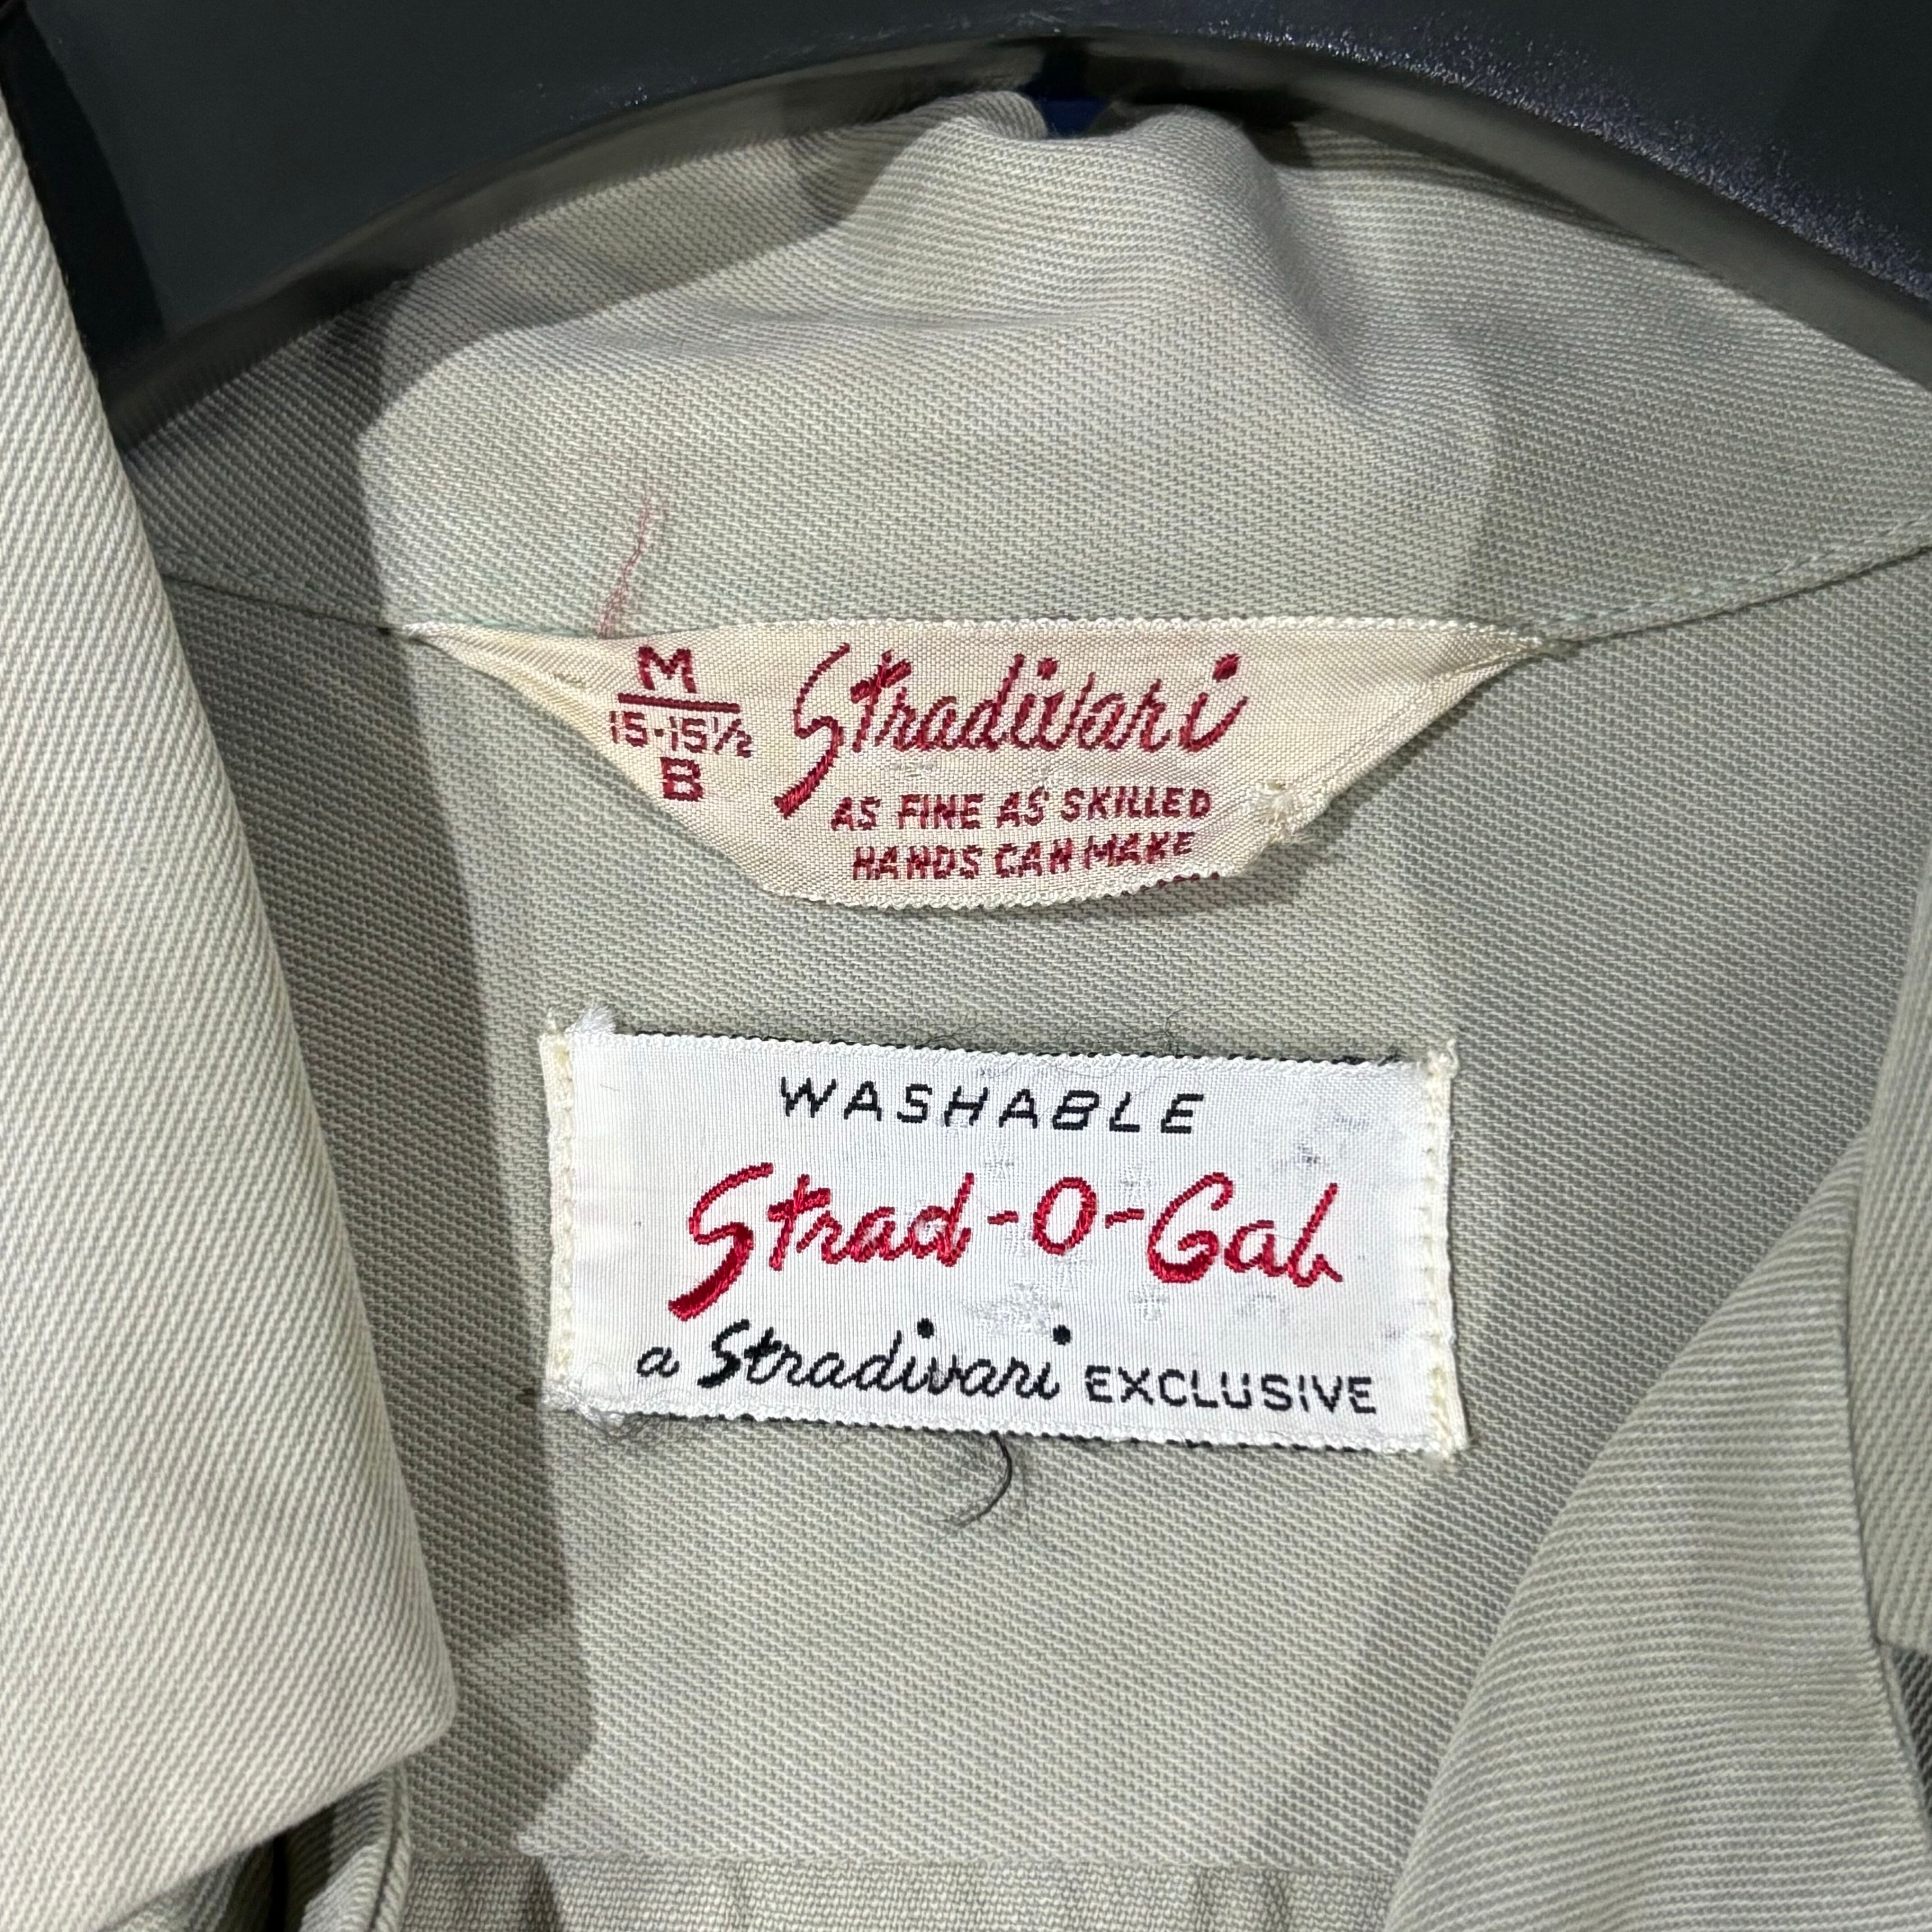 M
15-15½
B
Stradivari
AS FINE AS SKILLED
HANDS CAN MAKE
WASHABLE
Strad-O-Gab
a Stradivari EXCLUSIVE